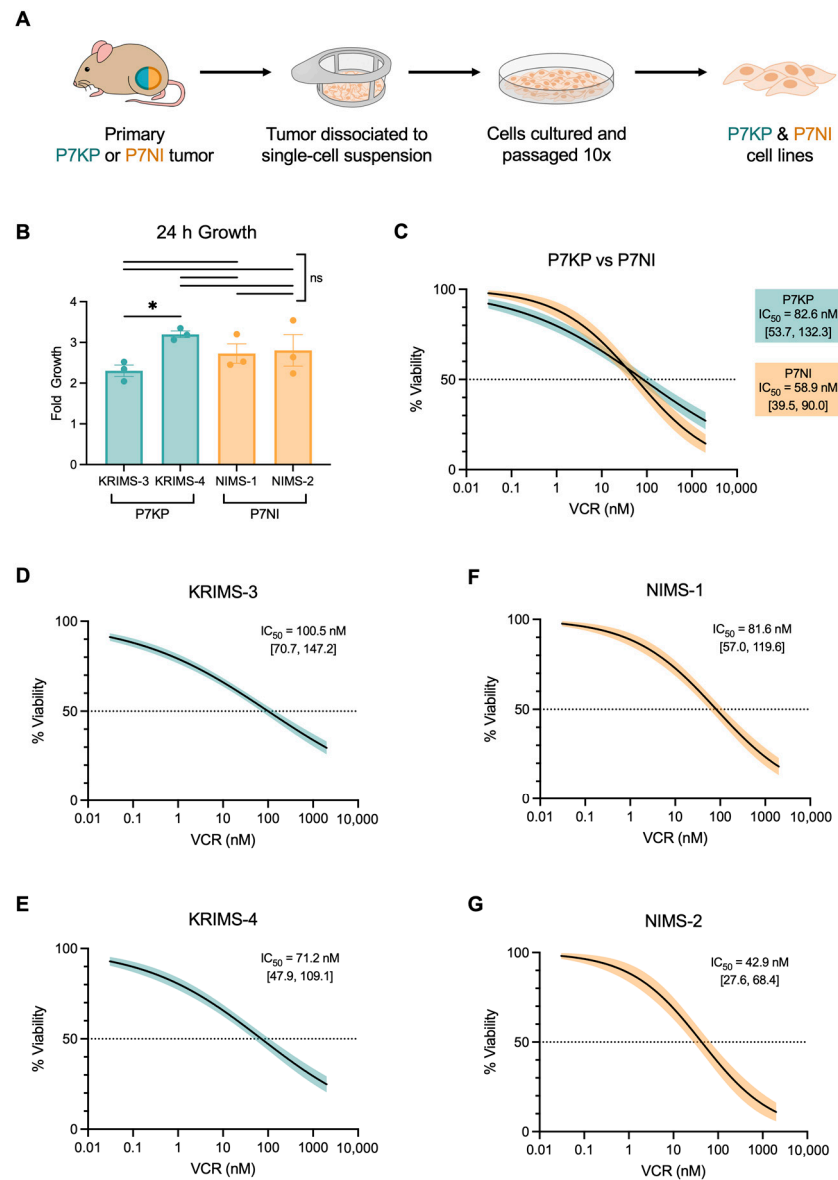 A
Primary
P7KP or P7NI tumor
Tumor dissociated to
single-cell suspension
Cells cultured and
passaged 10x
P7KP & P7NI
cell lines
B
24 h Growth
ns
*
Fold Growth
4
3
2
1
0
KRIMS-3 KRIMS-4 NIMS-1 NIMS-2
P7KP P7NI
C
P7KP vs P7NI
% Viability
100
50
0
0.01 0.1 1 10 100 1000 10,000
VCR (nM)
P7KP
IC50 = 82.6 nM
[53.7, 132.3]
P7NI
IC50 = 58.9 nM
[39.5, 90.0]
D
KRIMS-3
IC50 = 100.5 nM
[70.7, 147.2]
% Viability
100
50
0
0.01 0.1 1 10 100 1000 10,000
VCR (nM)
F
NIMS-1
IC50 = 81.6 nM
[57.0, 119.6]
% Viability
100
50
0
0.01 0.1 1 10 100 1000 10,000
VCR (nM)
E
KRIMS-4
IC50 = 71.2 nM
[47.9, 109.1]
% Viability
100
50
0
0.01 0.1 1 10 100 1000 10,000
VCR (nM)
G
NIMS-2
IC50 = 42.9 nM
[27.6, 68.4]
% Viability
100
50
0
0.01 0.1 1 10 100 1000 10,000
VCR (nM)